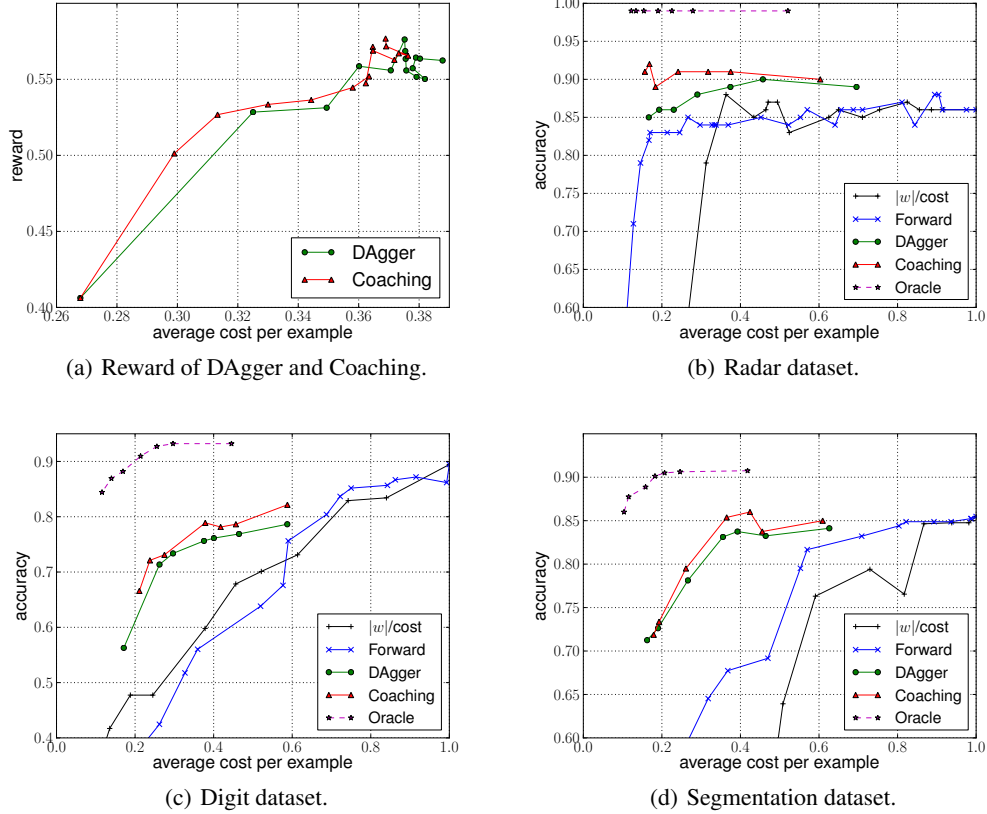 0.55
0.50
0.45
0.40
reward
0.26 0.28 0.30 0.32 0.34 0.36 0.38
average cost per example
DAgger
Coaching
(a) Reward of DAgger and Coaching.
1.00
0.95
0.90
0.85
0.80
0.75
0.70
0.65
0.60
accuracy
0.0 0.2 0.4 0.6 0.8 1.0
average cost per example
|w|/cost
Forward
DAgger
Coaching
Oracle
(b) Radar dataset.
0.9
0.8
0.7
0.6
0.5
0.4
accuracy
0.0 0.2 0.4 0.6 0.8 1.0
average cost per example
|w|/cost
Forward
DAgger
Coaching
Oracle
(c) Digit dataset.
0.90
0.85
0.80
0.75
0.70
0.65
0.60
accuracy
0.0 0.2 0.4 0.6 0.8 1.0
average cost per example
|w|/cost
Forward
DAgger
Coaching
Oracle
(d) Segmentation dataset.